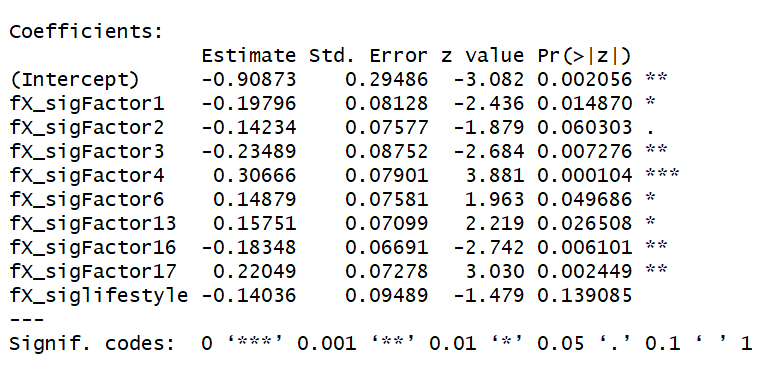 Coefficients:
                Estimate Std. Error z value Pr(>|z|)
(Intercept)     -0.90873    0.29486  -3.082 0.002056 **
fX_sigFactor1   -0.19796    0.08128  -2.436 0.014870 *
fX_sigFactor2   -0.14234    0.07577  -1.879 0.060303 .
fX_sigFactor3   -0.23489    0.08752  -2.684 0.007276 **
fX_sigFactor4    0.30666    0.07901   3.881 0.000104 ***
fX_sigFactor6    0.14879    0.07581   1.963 0.049686 *
fX_sigFactor13   0.15751    0.07099   2.219 0.026508 *
fX_sigFactor16  -0.18348    0.06691  -2.742 0.006101 **
fX_sigFactor17   0.22049    0.07278   3.030 0.002449 **
fX_siglifestyle -0.14036    0.09489  -1.479 0.139085
---
Signif. codes:  0 ‘***’ 0.001 ‘**’ 0.01 ‘*’ 0.05 ‘.’ 0.1 ‘ ’ 1